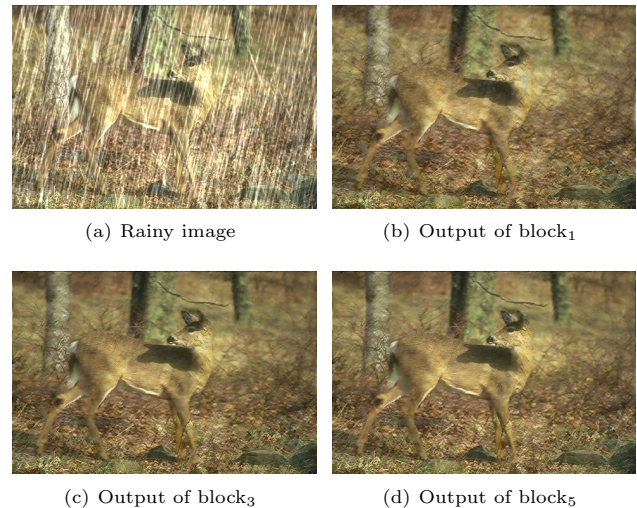 (a) Rainy image
(b) Output of block₁
(c) Output of block₃
(d) Output of block₅